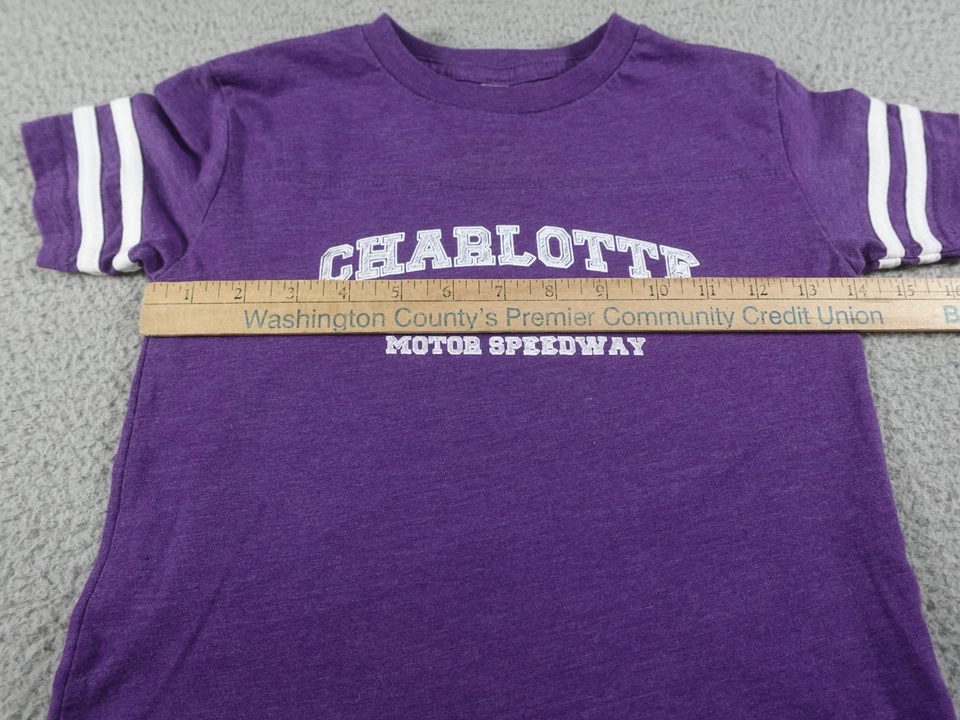 CHARLOTTE
1 2 3 4 5 6 7 8 9 10 11 12 13 14 15 16
Washington County's Premier Community Credit Union B
MOTOR SPEEDWAY